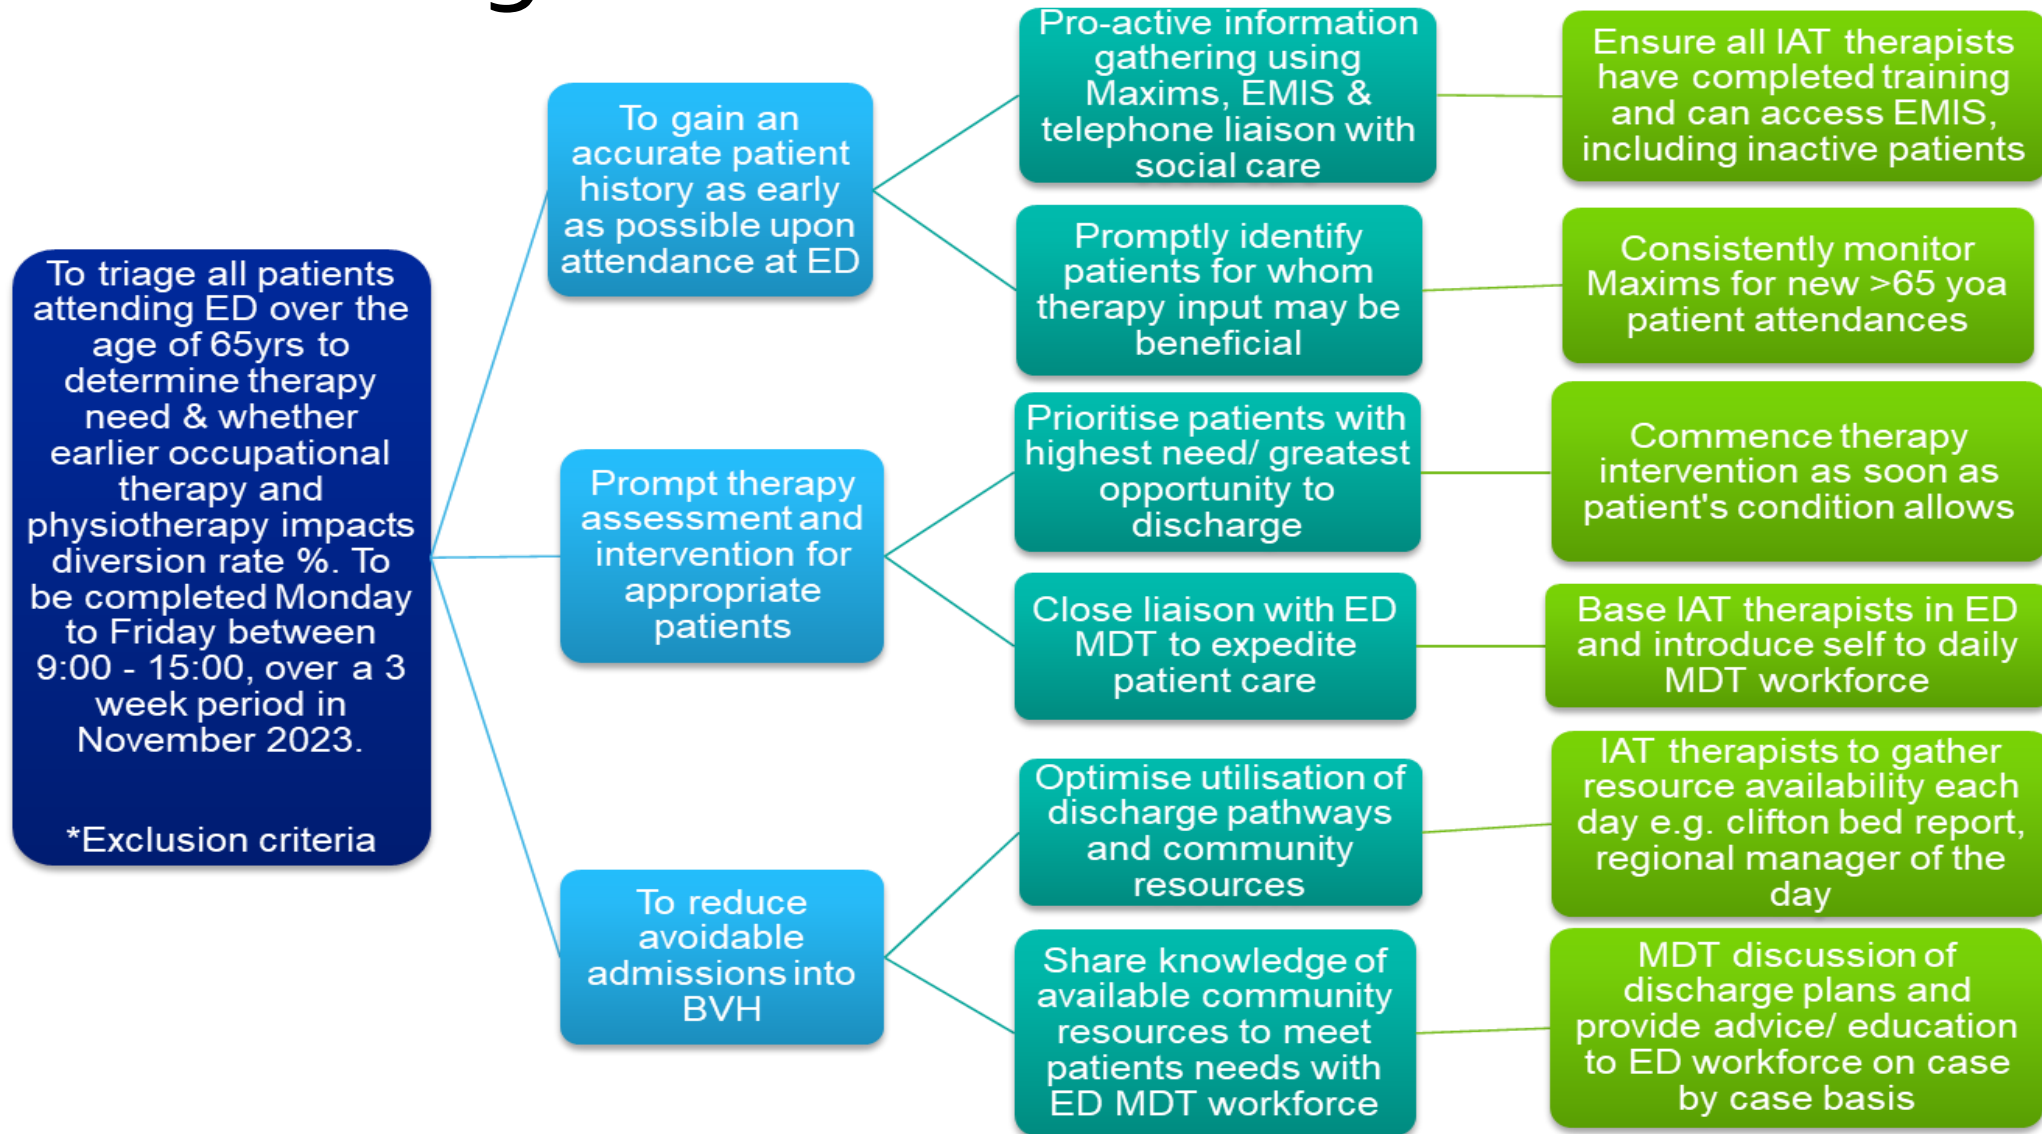 To triage all patients
attending ED over the
age of 65yrs to
determine therapy
need & whether
earlier occupational
therapy and
physiotherapy impacts
diversion rate %. To
be completed Monday
to Friday between
9:00 - 15:00, over a 3
week period in
November 2023.
*Exclusion criteria
To gain an
accurate patient
history as early
as possible upon
attendance at ED
Prompt therapy
assessment and
intervention for
appropriate
patients
To reduce
avoidable
admissions into
BVH
Pro-active information
gathering using
Maxims, EMIS &
telephone liaison with
social care
Promptly identify
patients for whom
therapy input may be
beneficial
Prioritise patients with
highest need/ greatest
opportunity to
discharge
Close liaison with ED
MDT to expedite
patient care
Optimise utilisation of
discharge pathways
and community
resources
Share knowledge of
available community
resources to meet
patients needs with
ED MDT workforce
Ensure all IAT therapists
have completed training
and can access EMIS,
including inactive patients
Consistently monitor
Maxims for new >65 yoa
patient attendances
Commence therapy
intervention as soon as
patient's condition allows
Base IAT therapists in ED
and introduce self to daily
MDT workforce
IAT therapists to gather
resource availability each
day e.g. clifton bed report,
regional manager of the
day
MDT discussion of
discharge plans and
provide advice/ education
to ED workforce on case
by case basis